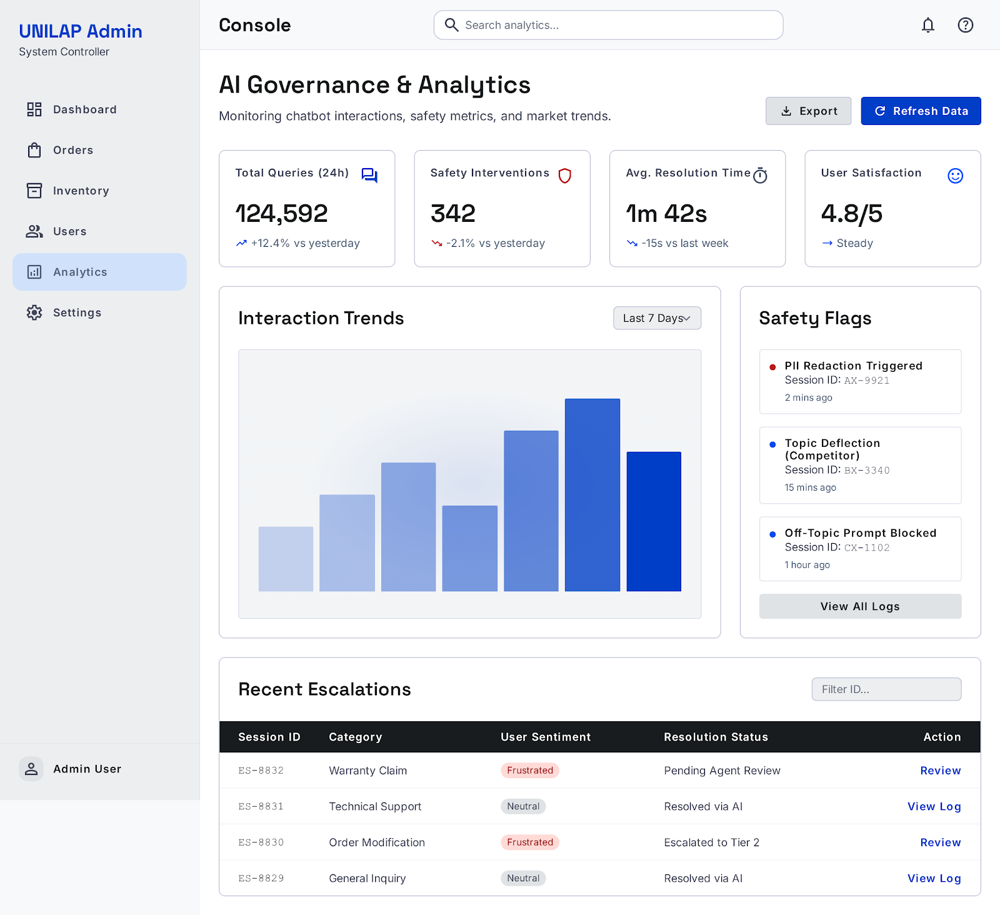 UNILAP Admin
System Controller
Dashboard
Orders
Inventory
Users
Analytics
Settings
Admin User
Console
Search analytics...
AI Governance & Analytics
Monitoring chatbot interactions, safety metrics, and market trends.
Export
Refresh Data
Total Queries (24h)
124,592
+12.4% vs yesterday
Safety Interventions
342
-2.1% vs yesterday
Avg. Resolution Time
1m 42s
-15s vs last week
User Satisfaction
4.8/5
Steady
Interaction Trends
Last 7 Days
Safety Flags
PII Redaction Triggered
Session ID: AX-9921
2 mins ago
Topic Deflection
(Competitor)
Session ID: BX-3340
15 mins ago
Off-Topic Prompt Blocked
Session ID: CX-1102
1 hour ago
View All Logs
Recent Escalations
Filter ID...
Session ID Category User Sentiment Resolution Status Action
ES-8832 Warranty Claim Frustrated Pending Agent Review Review
ES-8831 Technical Support Neutral Resolved via AI View Log
ES-8830 Order Modification Frustrated Escalated to Tier 2 Review
ES-8829 General Inquiry Neutral Resolved via AI View Log